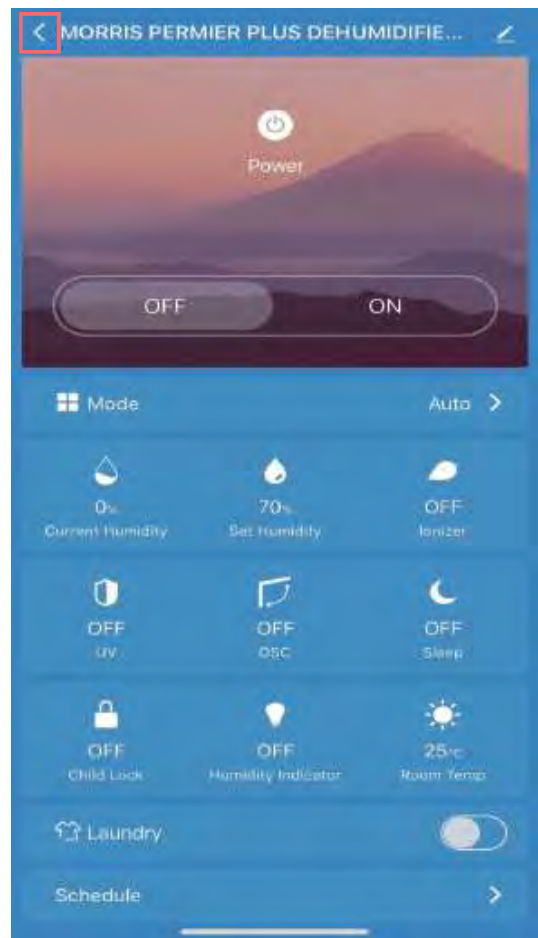 MORRIS PERMIER PLUS DEHUMIDIFIE...
Power
OFF ON
Mode Auto
0% 70% OFF
Current Humidity Set Humidity Ionizer
OFF OFF OFF
UV OSC Sleep
OFF OFF 25°C
Child Lock Humidity Indicator Room Temp
Laundry
Schedule